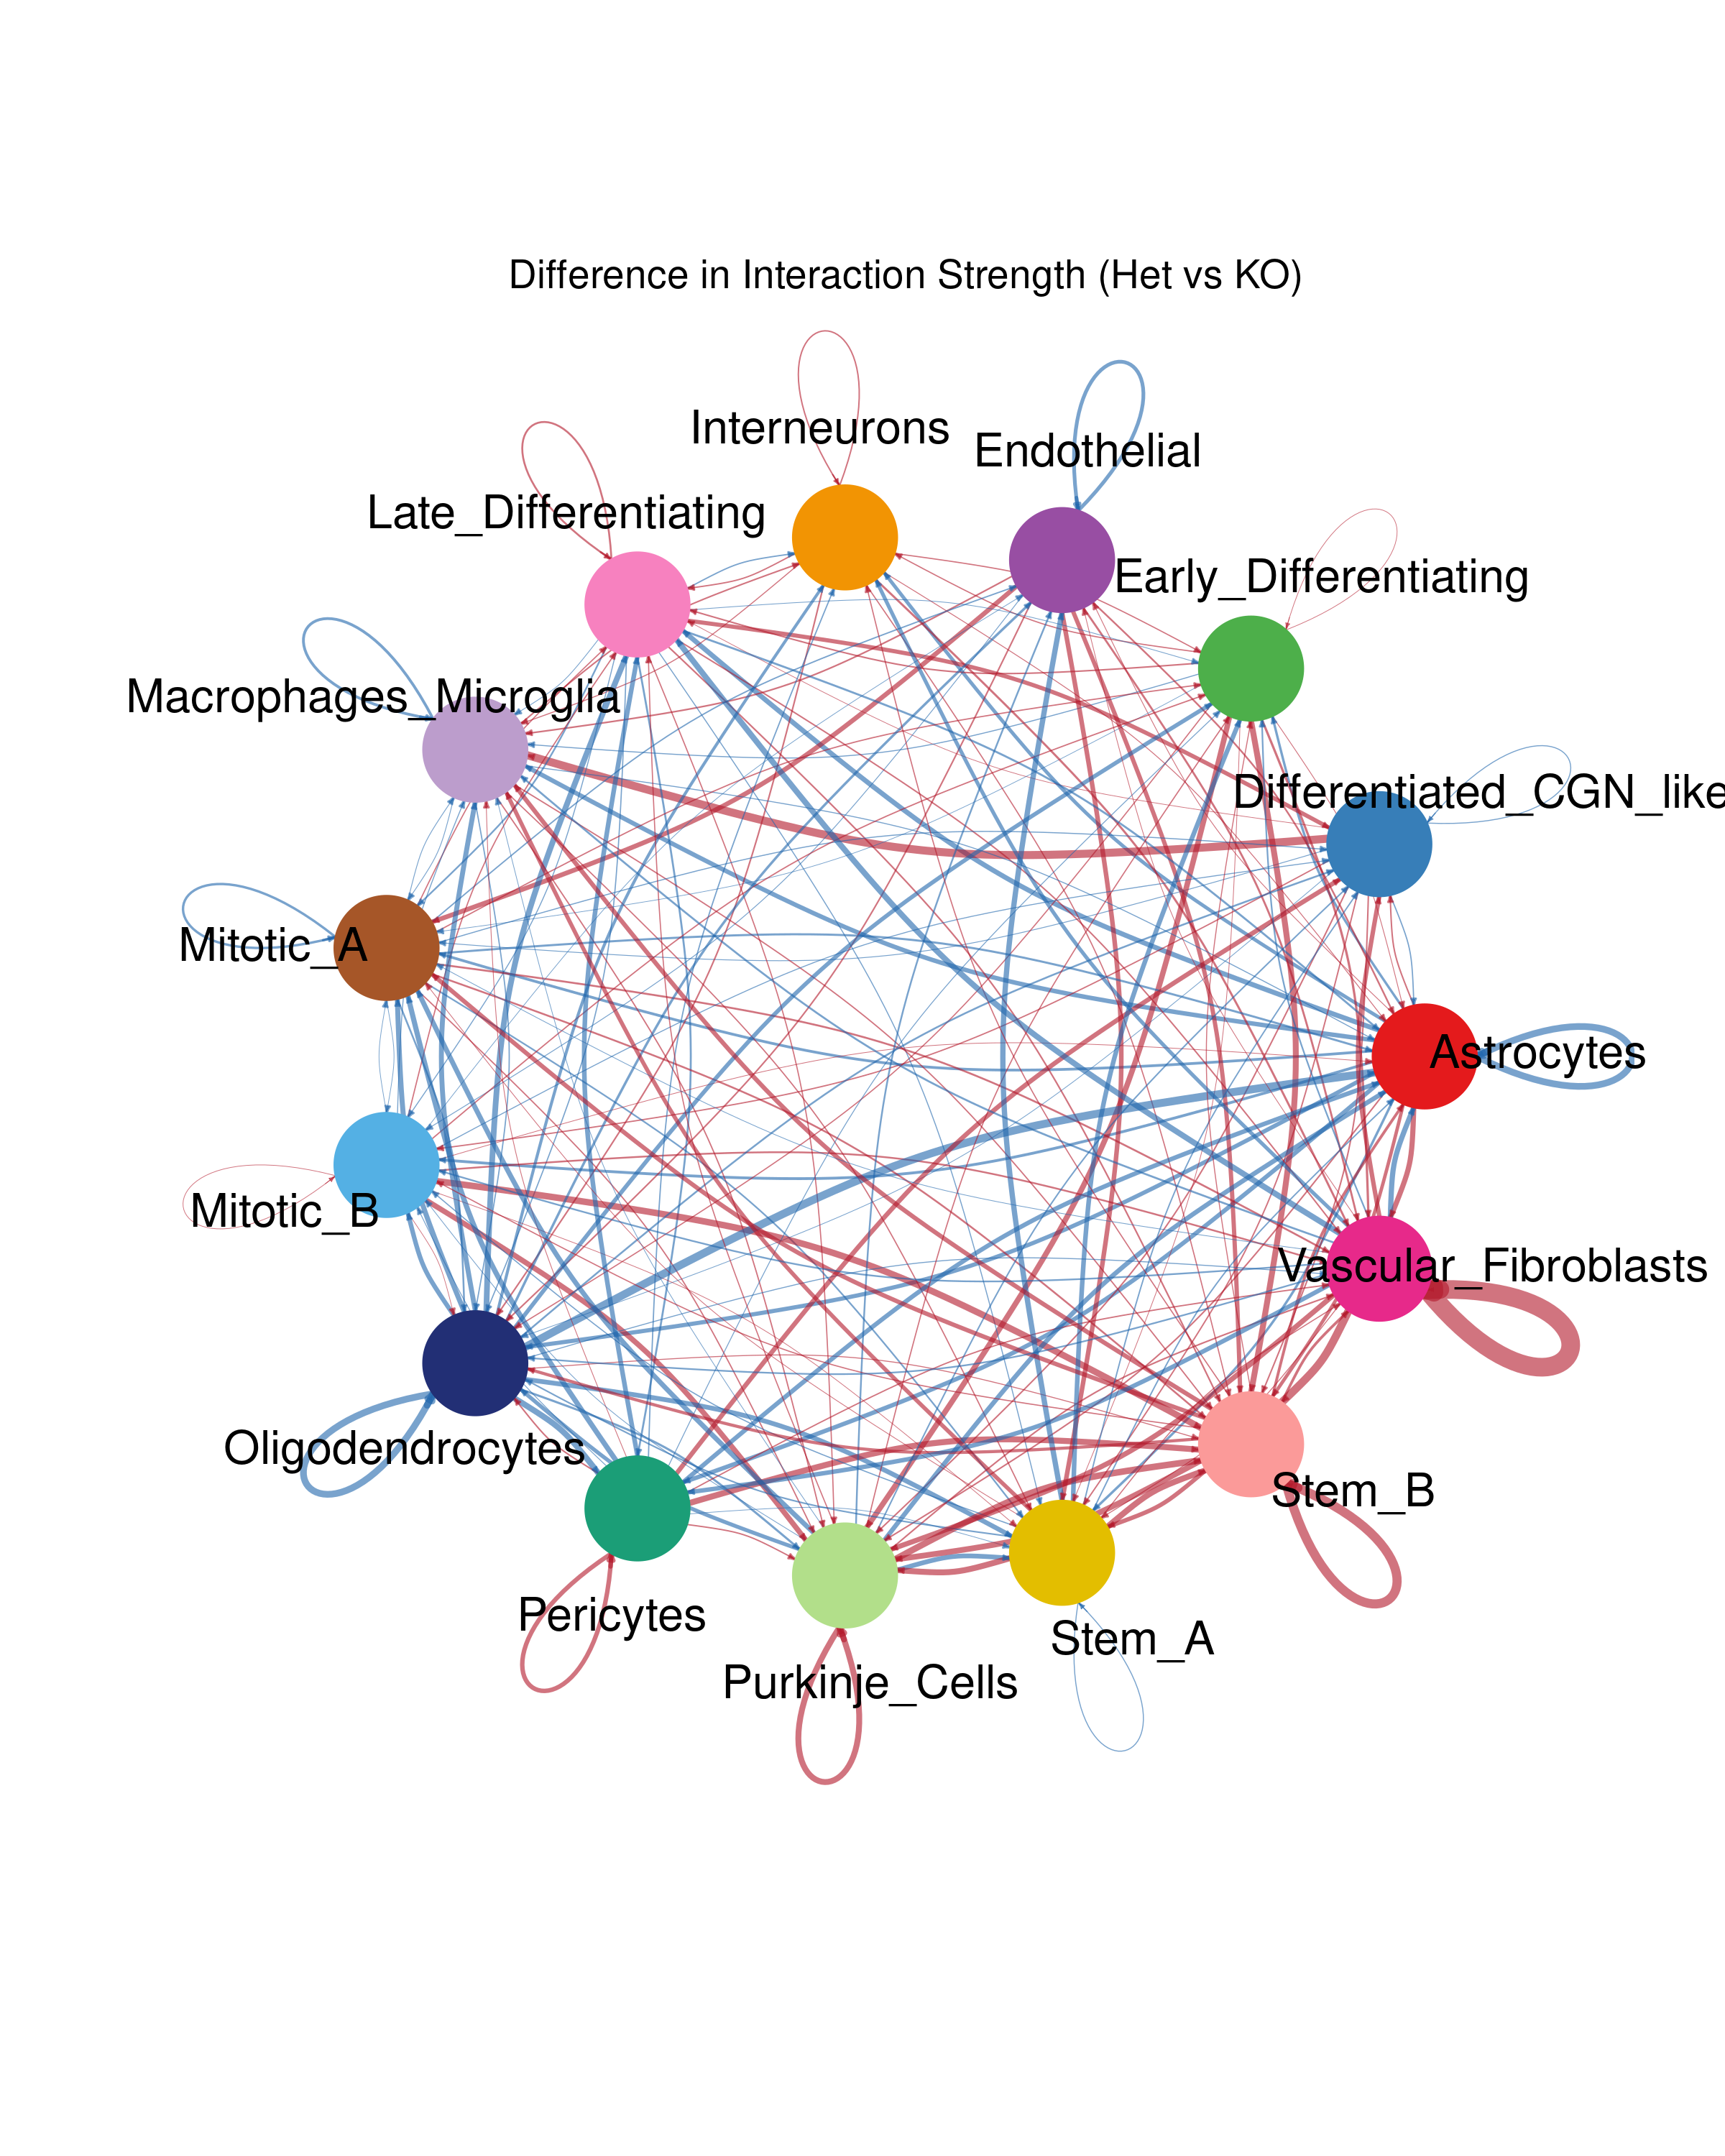 Difference in Interaction Strength (Het vs KO)
Interneurons
Endothelial
Late_Differentiating
Early_Differentiating
Macrophages_Microglia
Differentiated_CGN_like
Mitotic_A
Astrocytes
Mitotic_B
Vascular_Fibroblasts
Oligodendrocytes
Stem_B
Pericytes
Stem_A
Purkinje_Cells